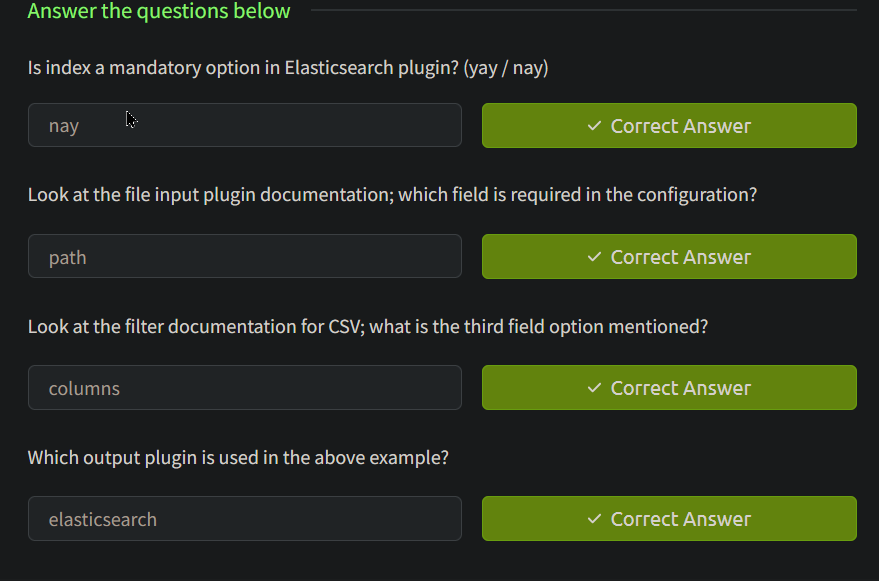 Answer the questions below
Is index a mandatory option in Elasticsearch plugin? (yay / nay)
nay
✓ Correct Answer
Look at the file input plugin documentation; which field is required in the configuration?
path
✓ Correct Answer
Look at the filter documentation for CSV; what is the third field option mentioned?
columns
✓ Correct Answer
Which output plugin is used in the above example?
elasticsearch
✓ Correct Answer